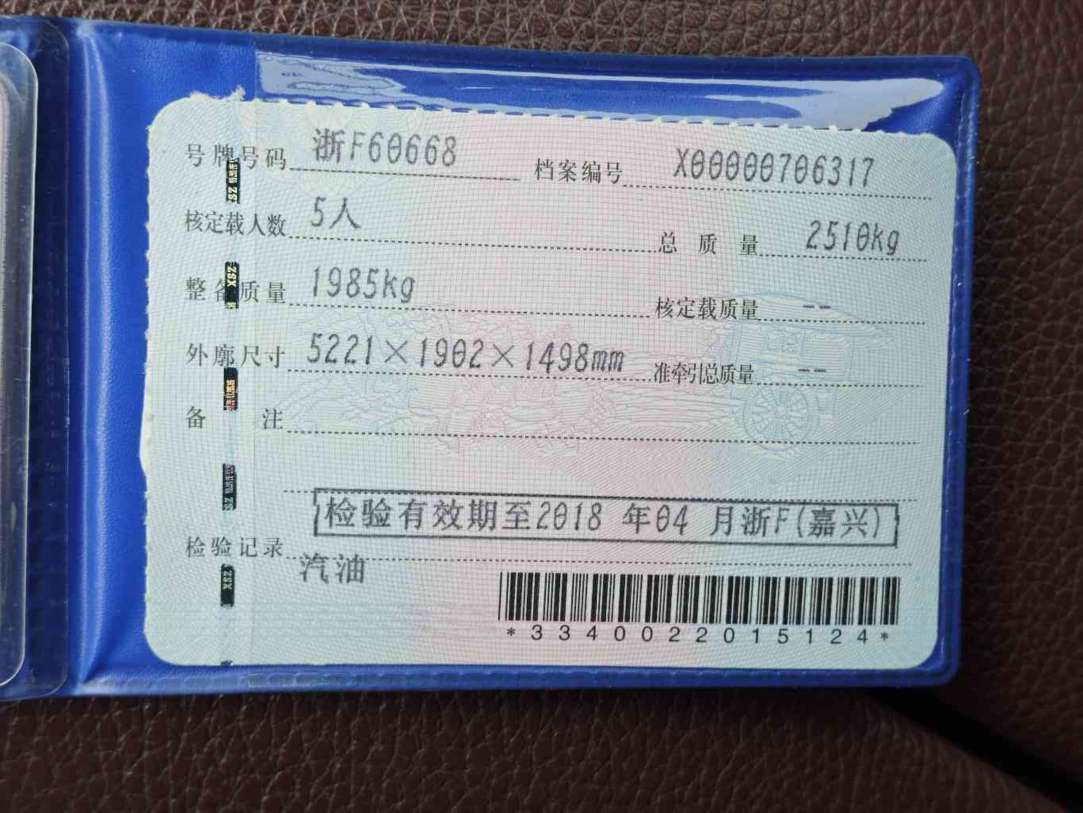 号牌号码 浙F60668 档案编号 X00000706317
核定载人数 5人 总质量 2510kg
整备质量 1985kg 核定载质量 --
外廓尺寸 5221×1902×1498mm 准牵引总质量 --
备注
检验有效期至2018 年04 月浙F(嘉兴)
检验记录
汽油
*3340022015124*